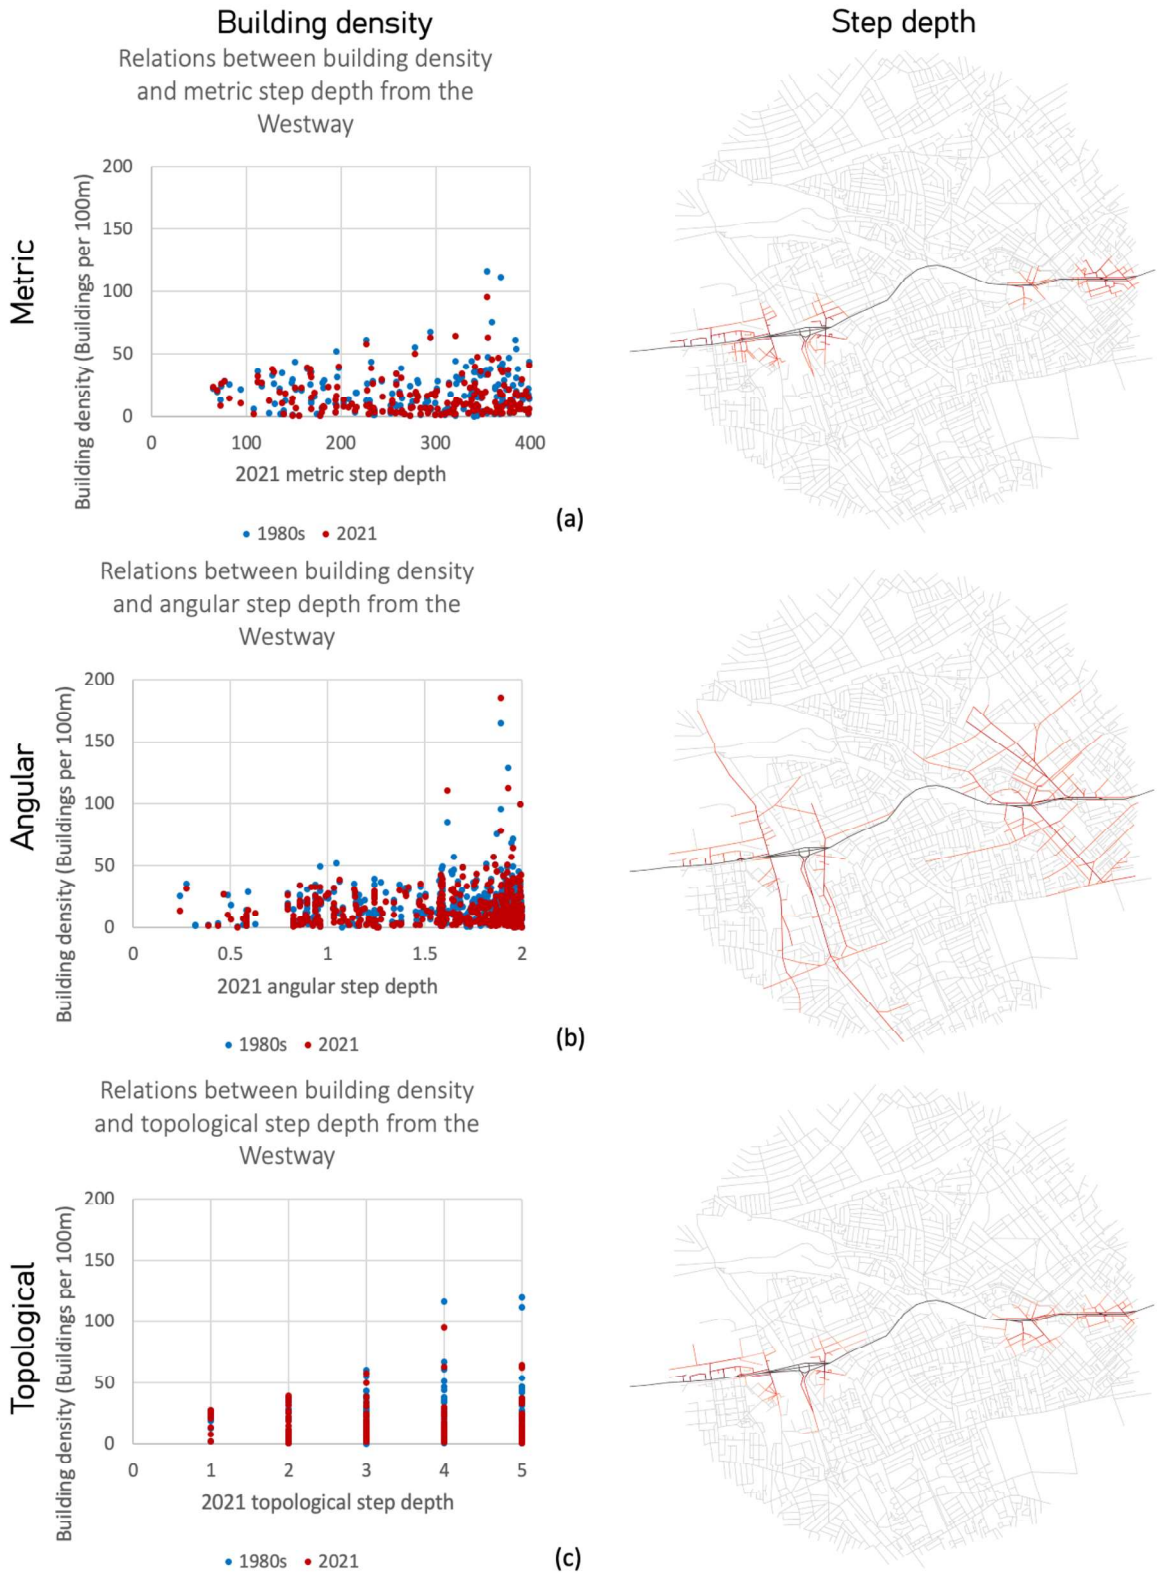 Building density
Step depth
Relations between building density
and metric step depth from the
Westway
Metric
Building density (Buildings per 100m)
200
150
100
50
0
0 100 200 300 400
2021 metric step depth
1980s 2021
(a)
Relations between building density
and angular step depth from the
Westway
Angular
Building density (Buildings per 100m)
200
150
100
50
0
0 0.5 1 1.5 2
2021 angular step depth
1980s 2021
(b)
Relations between building density
and topological step depth from the
Westway
Topological
Building density (Buildings per 100m)
200
150
100
50
0
0 1 2 3 4 5
2021 topological step depth
1980s 2021
(c)